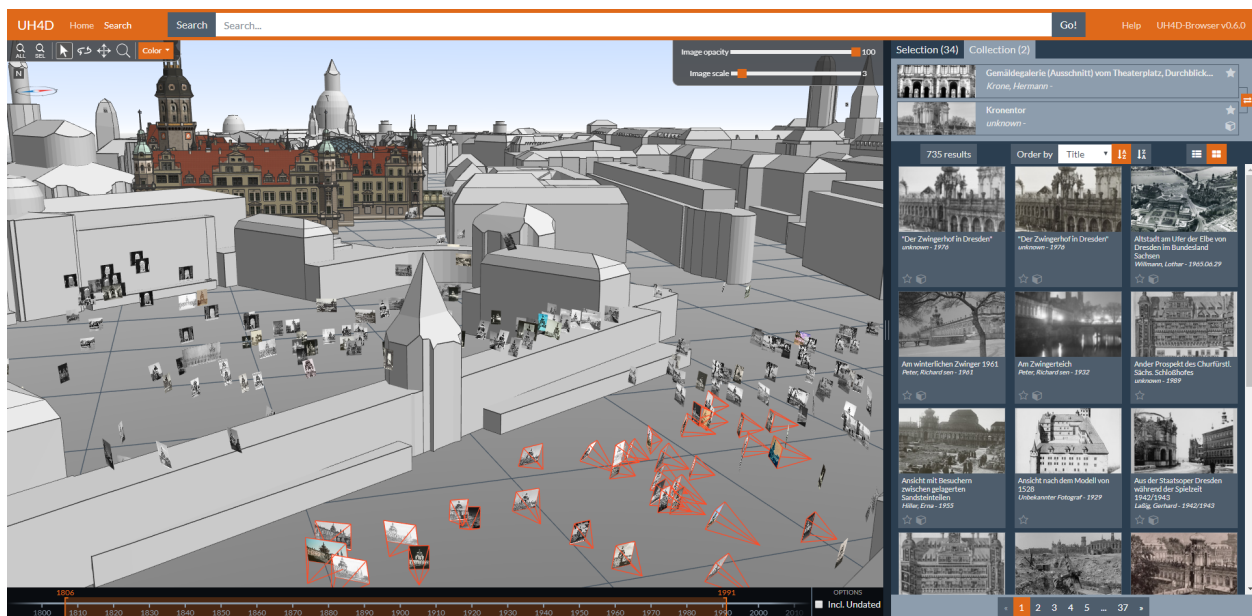 UH4D Home Search Search Search... Go! Help UH4D-Browser v0.6.0
ALL SEL Color
N
Image opacity 100
Image scale 3
Selection (34) Collection (2)
Gemäldegalerie (Ausschnitt) vom Theaterplatz, Durchblick...
Krone, Hermann -
Kronentor
unknown -
735 results Order by Title
"Der Zwingerhof in Dresden"
unknown - 1976
"Der Zwingerhof in Dresden"
unknown - 1976
Altstadt am Ufer der Elbe von
Dresden im Bundesland
Sachsen
Willmann, Lothar - 1965.06.29
Am winterlichen Zwinger 1961
Peter, Richard sen - 1961
Am Zwingerteich
Peter, Richard sen - 1932
Ander Prospekt des Churfürstl.
Sächs. Schloßhofes
unknown - 1989
Ansicht mit Besuchern
zwischen gelagerten
Sandsteinteilen
Höhler, Erna - 1955
Ansicht nach dem Modell von
1528
Unbekannter Fotograf - 1929
Aus der Staatsoper Dresden
während der Spielzeit
1942/1943
Laßig, Gerhard - 1942/1943
« 1 2 3 4 5 ... 37 »
1806 1991
1800 1810 1820 1830 1840 1850 1860 1870 1880 1890 1900 1910 1920 1930 1940 1950 1960 1970 1980 1990 2000 2010
OPTIONS
Incl. Undated